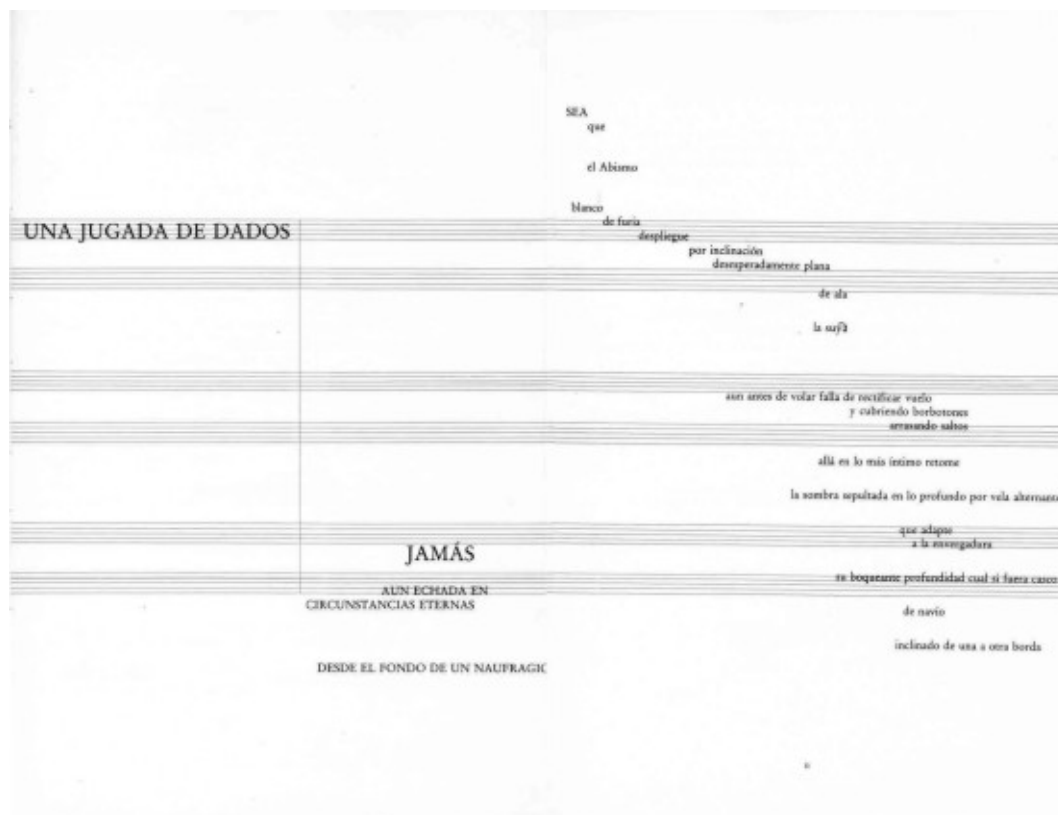 UNA JUGADA DE DADOS
JAMÁS
AUN ECHADA EN
CIRCUNSTANCIAS ETERNAS
DESDE EL FONDO DE UN NAUFRAGIO
SEA
que
el Abismo
blanco
de furia
despliegue
por inclinación
desesperadamente plana
de ala
la suya
aun antes de volar falla de rectificar vuelo
y cubriendo borbotones
arrasando saltos
allá en lo más íntimo retome
la sombra sepultada en lo profundo por vela
que adapte
a la envergadura
su boqueante profundidad cual si fuera casco
de navío
inclinado de una a otra borda